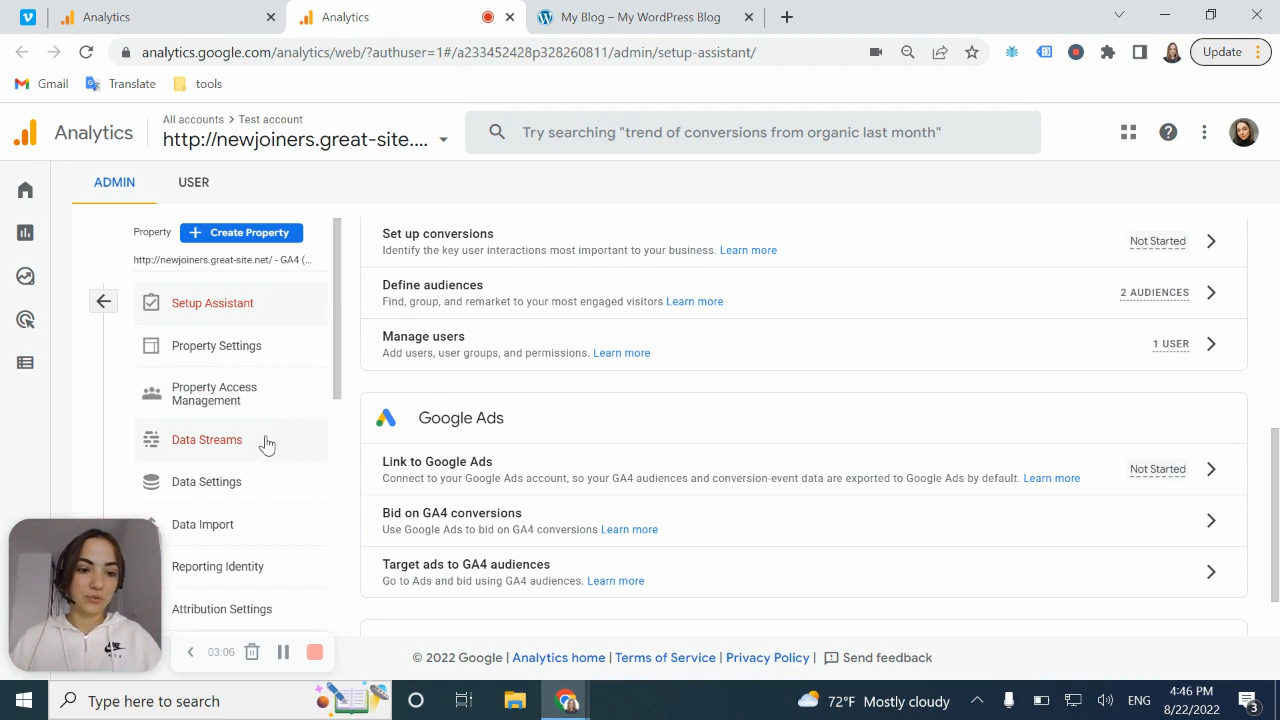 Analytics
Analytics
My Blog – My WordPress Blog
analytics.google.com/analytics/web/?authuser=1#/a233452428p328260811/admin/setup-assistant/
Update
Gmail
Translate
tools
Analytics
All accounts > Test account
http://newjoiners.great-site....
Try searching "trend of conversions from organic last month"
ADMIN
USER
Property
+ Create Property
http://newjoiners.great-site.net/ - GA4 (...
Setup Assistant
Property Settings
Property Access
Management
Data Streams
Data Settings
Data Import
Reporting Identity
Attribution Settings
Set up conversions
Identify the key user interactions most important to your business. Learn more
Not Started
Define audiences
Find, group, and remarket to your most engaged visitors Learn more
2 AUDIENCES
Manage users
Add users, user groups, and permissions. Learn more
1 USER
Google Ads
Link to Google Ads
Connect to your Google Ads account, so your GA4 audiences and conversion-event data are exported to Google Ads by default. Learn more
Not Started
Bid on GA4 conversions
Use Google Ads to bid on GA4 conversions Learn more
Target ads to GA4 audiences
Go to Ads and bid using GA4 audiences. Learn more
03:06
© 2022 Google | Analytics home | Terms of Service | Privacy Policy | Send feedback
Type here to search
72°F Mostly cloudy
ENG
4:46 PM
8/22/2022
3